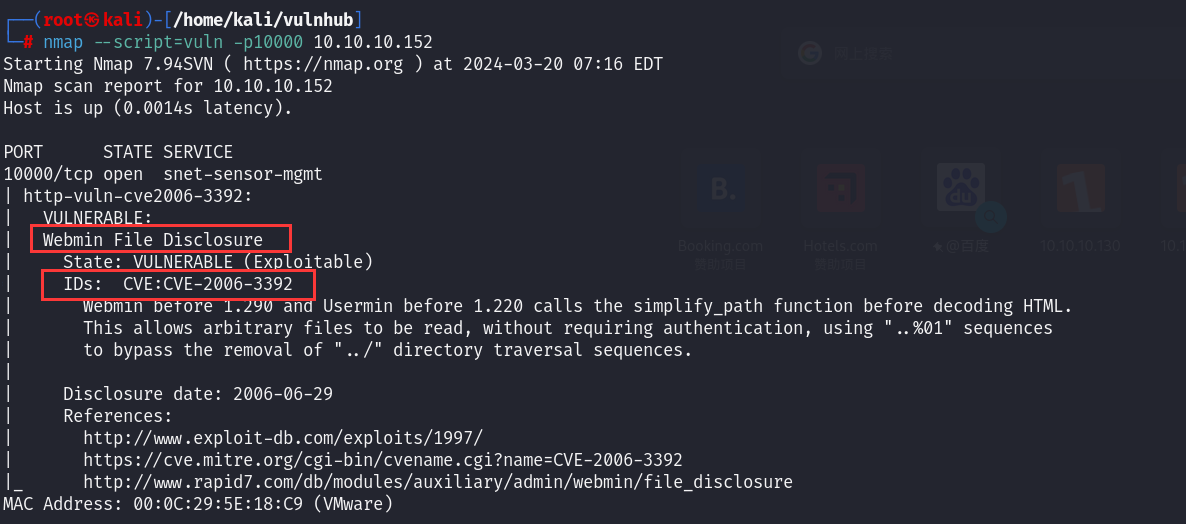 ┌──(root㉿kali)-[/home/kali/vulnhub]
└─# nmap --script=vuln -p10000 10.10.10.152
Starting Nmap 7.94SVN ( https://nmap.org ) at 2024-03-20 07:16 EDT
Nmap scan report for 10.10.10.152
Host is up (0.0014s latency).
PORT      STATE SERVICE
10000/tcp open  snet-sensor-mgmt
| http-vuln-cve2006-3392:
|   VULNERABLE:
|   Webmin File Disclosure
|     State: VULNERABLE (Exploitable)
|     IDs:  CVE:CVE-2006-3392
|       Webmin before 1.290 and Usermin before 1.220 calls the simplify_path function before decoding HTML.
|       This allows arbitrary files to be read, without requiring authentication, using "..%01" sequences
|       to bypass the removal of "../" directory traversal sequences.
|
|     Disclosure date: 2006-06-29
|     References:
|       http://www.exploit-db.com/exploits/1997/
|       https://cve.mitre.org/cgi-bin/cvename.cgi?name=CVE-2006-3392
|_      http://www.rapid7.com/db/modules/auxiliary/admin/webmin/file_disclosure
MAC Address: 00:0C:29:5E:18:C9 (VMware)
B.
du
Booking.com
Hotels.com
@百度
10.10.10.130